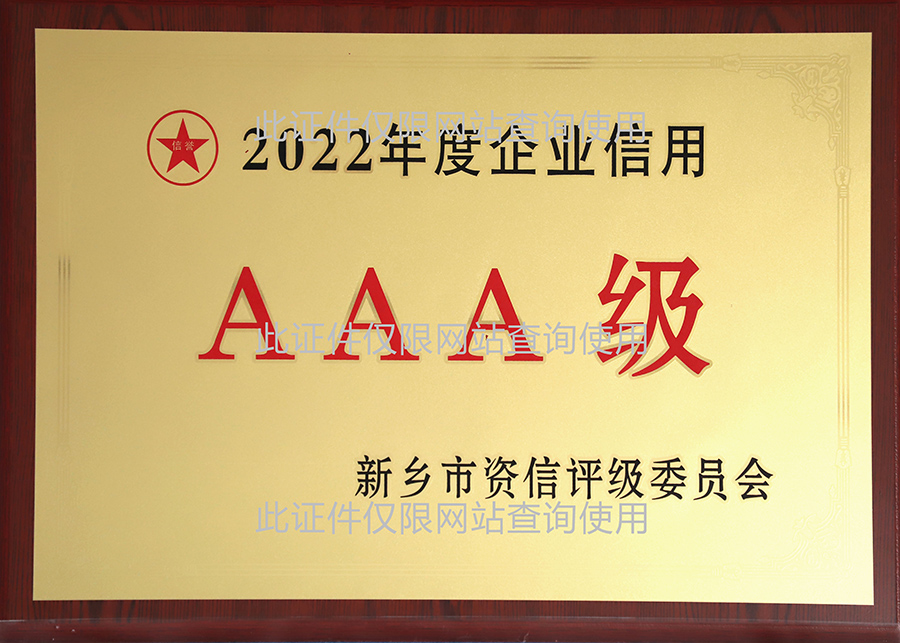 此证件仅限网站查询使用
信誉
2022年度企业信用
AAA级
此证件仅限网站查询使用
新乡市资信评级委员会
此证件仅限网站查询使用